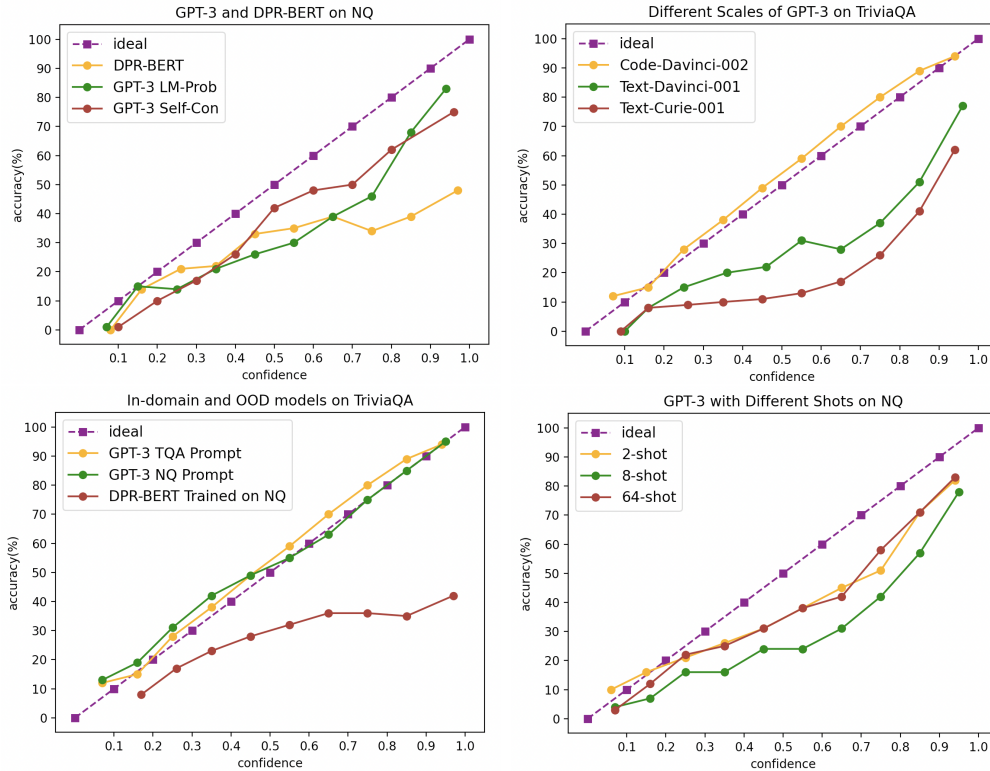 GPT-3 and DPR-BERT on NQ
100
90
80
70
60
50
40
30
20
10
0
accuracy(%)
ideal
DPR-BERT
GPT-3 LM-Prob
GPT-3 Self-Con
0.1 0.2 0.3 0.4 0.5 0.6 0.7 0.8 0.9 1.0
confidence
Different Scales of GPT-3 on TriviaQA
100
90
80
70
60
50
40
30
20
10
0
accuracy(%)
ideal
Code-Davinci-002
Text-Davinci-001
Text-Curie-001
0.1 0.2 0.3 0.4 0.5 0.6 0.7 0.8 0.9 1.0
confidence
In-domain and OOD models on TriviaQA
100
90
80
70
60
50
40
30
20
10
0
accuracy(%)
ideal
GPT-3 TQA Prompt
GPT-3 NQ Prompt
DPR-BERT Trained on NQ
0.1 0.2 0.3 0.4 0.5 0.6 0.7 0.8 0.9 1.0
confidence
GPT-3 with Different Shots on NQ
100
90
80
70
60
50
40
30
20
10
0
accuracy(%)
ideal
2-shot
8-shot
64-shot
0.1 0.2 0.3 0.4 0.5 0.6 0.7 0.8 0.9 1.0
confidence